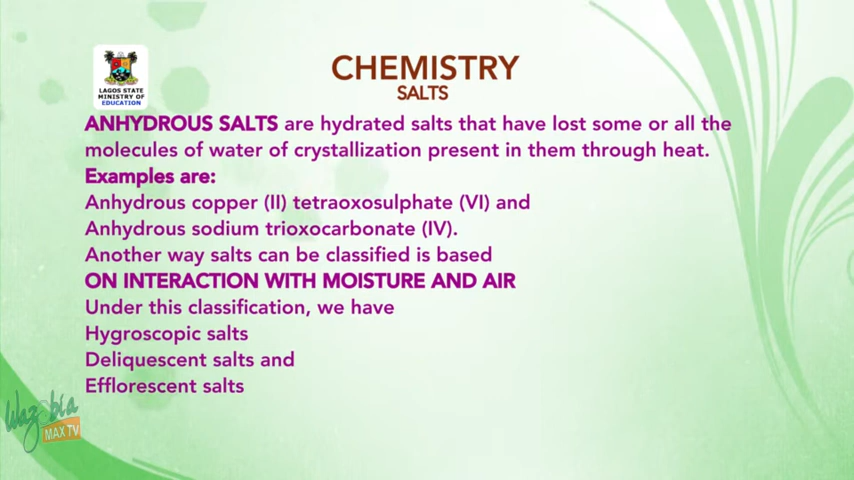 CHEMISTRY
SALTS
LAGOS STATE
MINISTRY OF
EDUCATION
ANHYDROUS SALTS are hydrated salts that have lost some or all the
molecules of water of crystallization present in them through heat.
Examples are:
Anhydrous copper (II) tetraoxosulphate (VI) and
Anhydrous sodium trioxocarbonate (IV).
Another way salts can be classified is based
ON INTERACTION WITH MOISTURE AND AIR
Under this classification, we have
Hygroscopic salts
Deliquescent salts and
Efflorescent salts
Wazobia
MAX TV